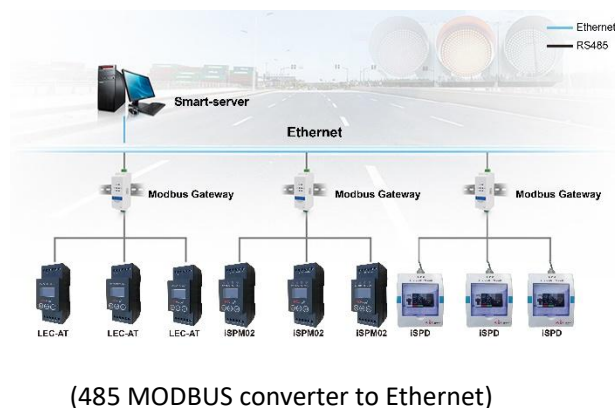 Ethernet
RS485
Smart-server
Ethernet
Modbus Gateway
Modbus Gateway
Modbus Gateway
LEC-AT
LEC-AT
LEC-AT
iSPM02
iSPM02
iSPM02
iSPD
iSPD
iSPD
(485 MODBUS converter to Ethernet)